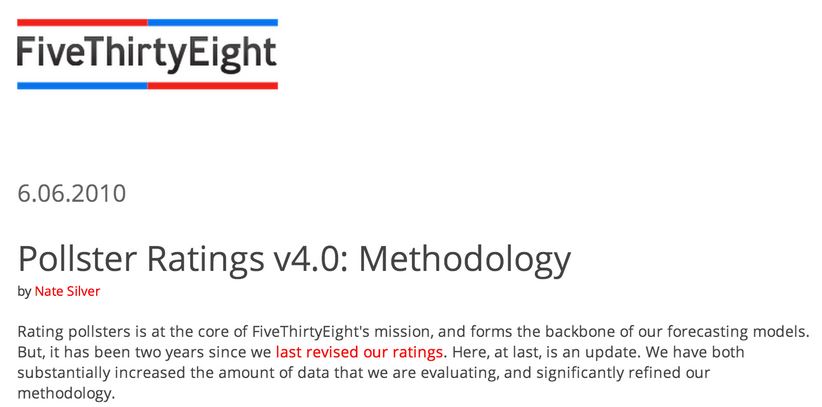 FiveThirtyEight
6.06.2010
Pollster Ratings v4.0: Methodology
by Nate Silver
Rating pollsters is at the core of FiveThirtyEight's mission, and forms the backbone of our forecasting models.
But, it has been two years since we last revised our ratings. Here, at last, is an update. We have both
substantially increased the amount of data that we are evaluating, and significantly refined our
methodology.